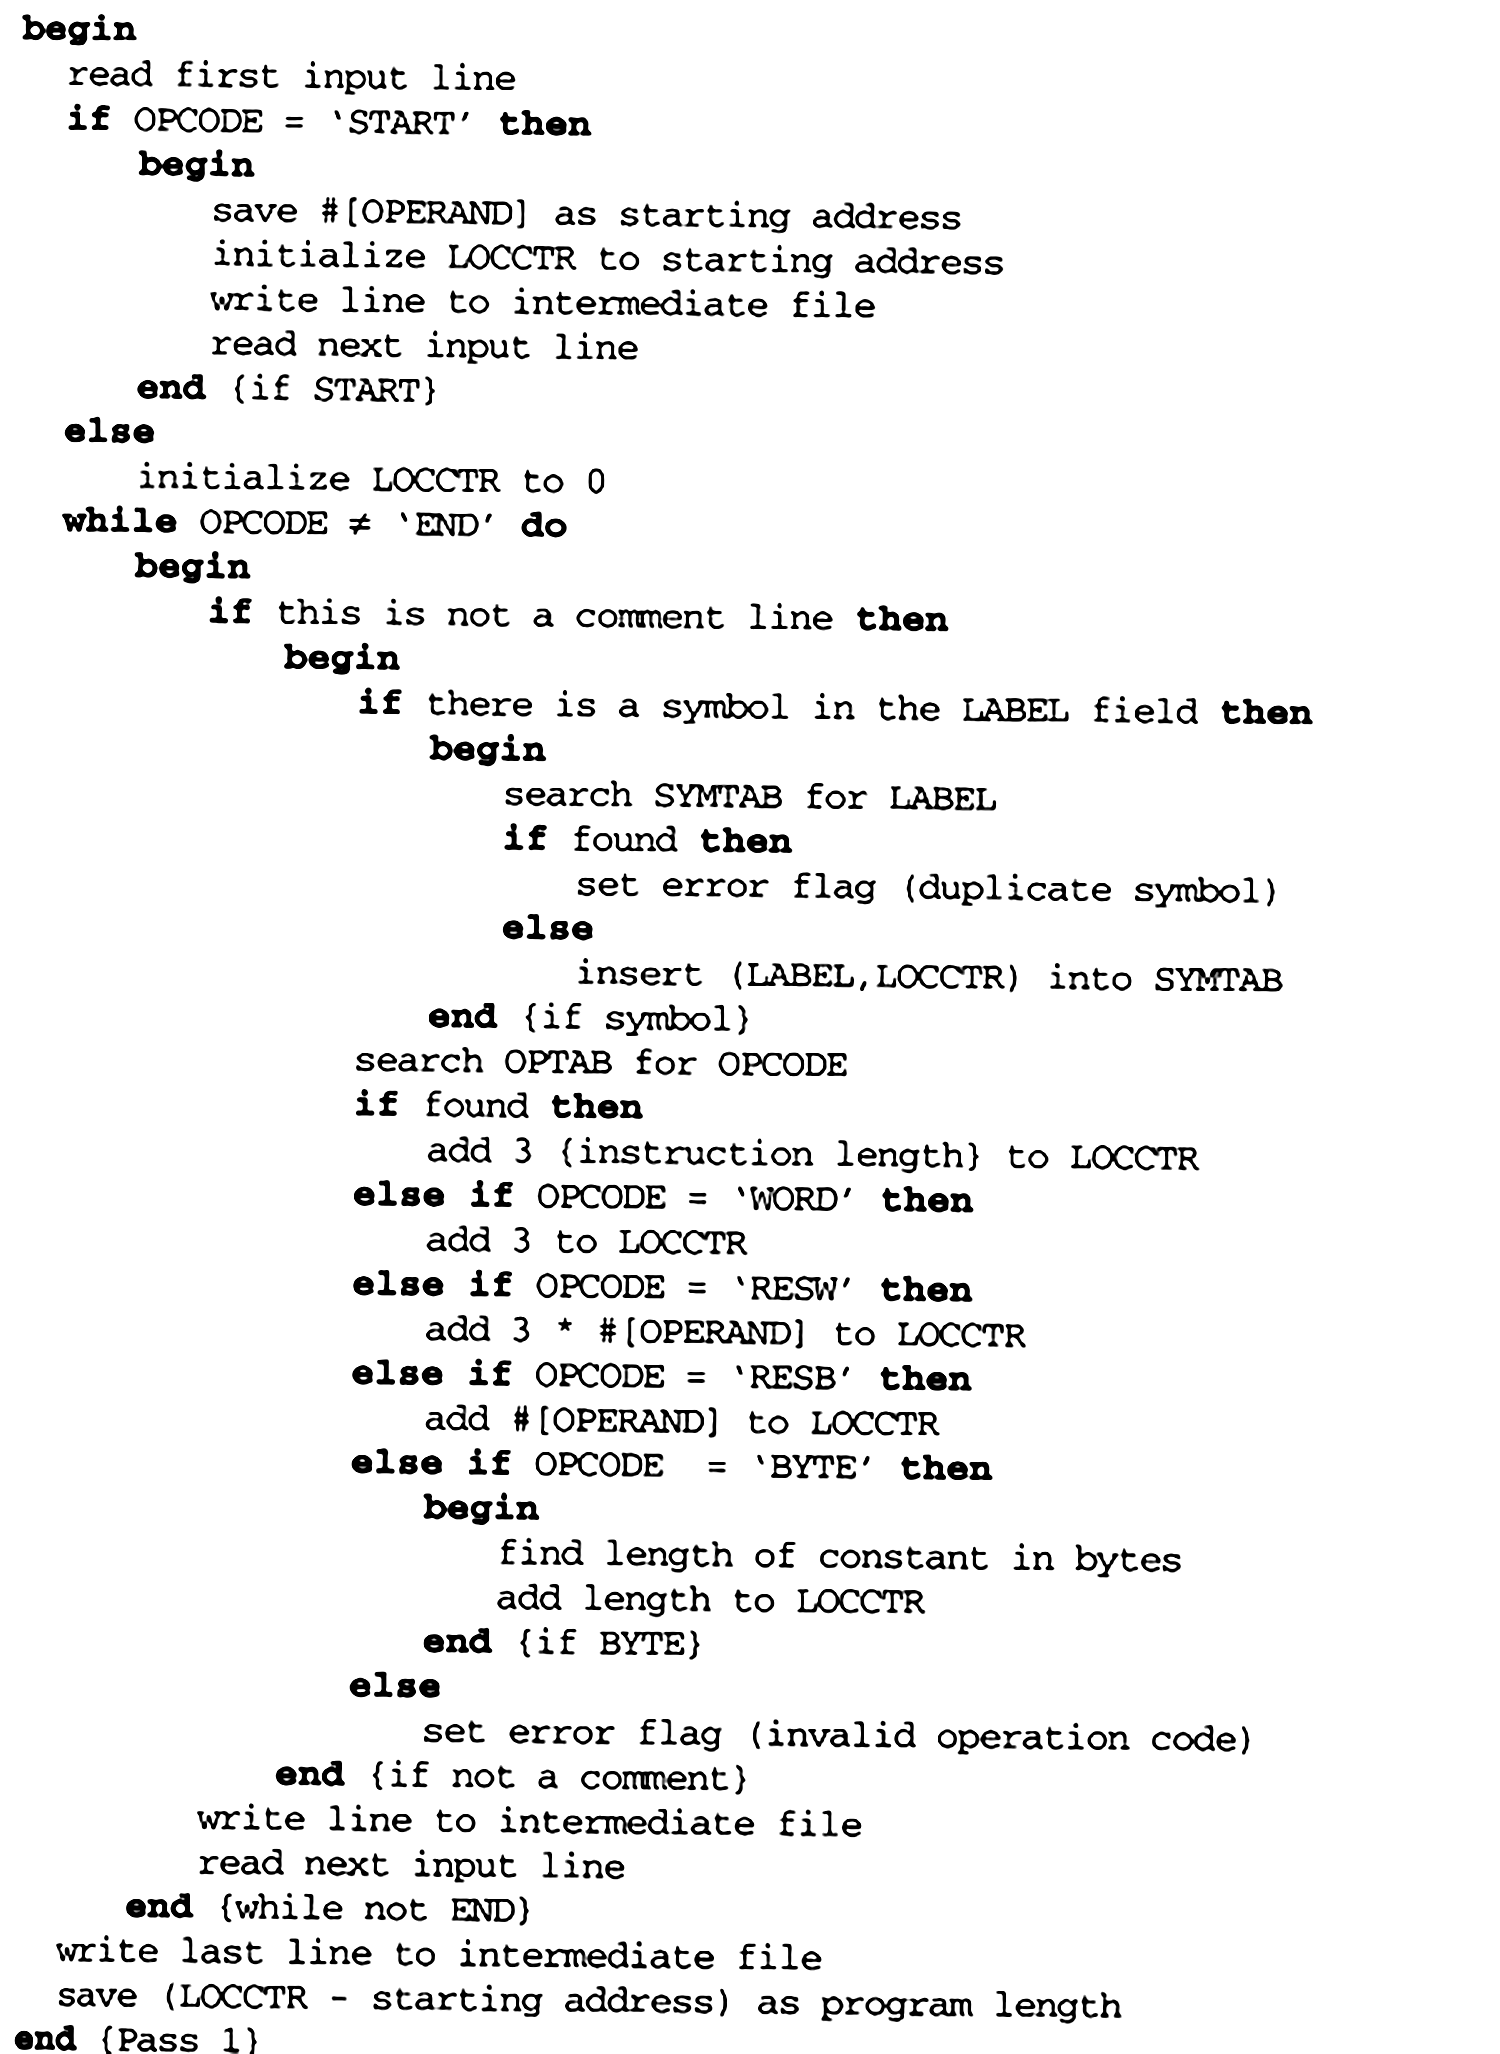 begin
read first input line
if OPCODE = 'START' then
begin
save #[OPERAND] as starting address
initialize LOCCTR to starting address
write line to intermediate file
read next input line
end {if START}
else
initialize LOCCTR to 0
while OPCODE ≠ 'END' do
begin
if this is not a comment line then
begin
if there is a symbol in the LABEL field then
begin
search SYMTAB for LABEL
if found then
set error flag (duplicate symbol)
else
insert (LABEL,LOCCTR) into SYMTAB
end {if symbol}
search OPTAB for OPCODE
if found then
add 3 {instruction length} to LOCCTR
else if OPCODE = 'WORD' then
add 3 to LOCCTR
else if OPCODE = 'RESW' then
add 3 * #[OPERAND] to LOCCTR
else if OPCODE = 'RESB' then
add #[OPERAND] to LOCCTR
else if OPCODE = 'BYTE' then
begin
find length of constant in bytes
add length to LOCCTR
end {if BYTE}
else
set error flag (invalid operation code)
end {if not a comment}
write line to intermediate file
read next input line
end {while not END}
write last line to intermediate file
save (LOCCTR - starting address) as program length
end {Pass 1}